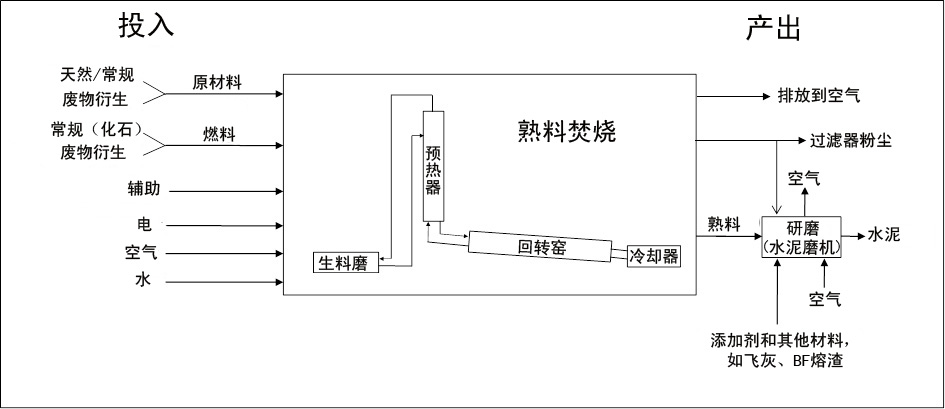 投入
产出
天然/常规
废物衍生
原材料
常规（化石）
废物衍生
燃料
辅助
电
空气
水
熟料焚烧
预热器
生料磨
回转窑
冷却器
排放到空气
过滤器粉尘
空气
熟料
研磨
(水泥磨机)
水泥
空气
添加剂和其他材料，
如飞灰、BF熔渣